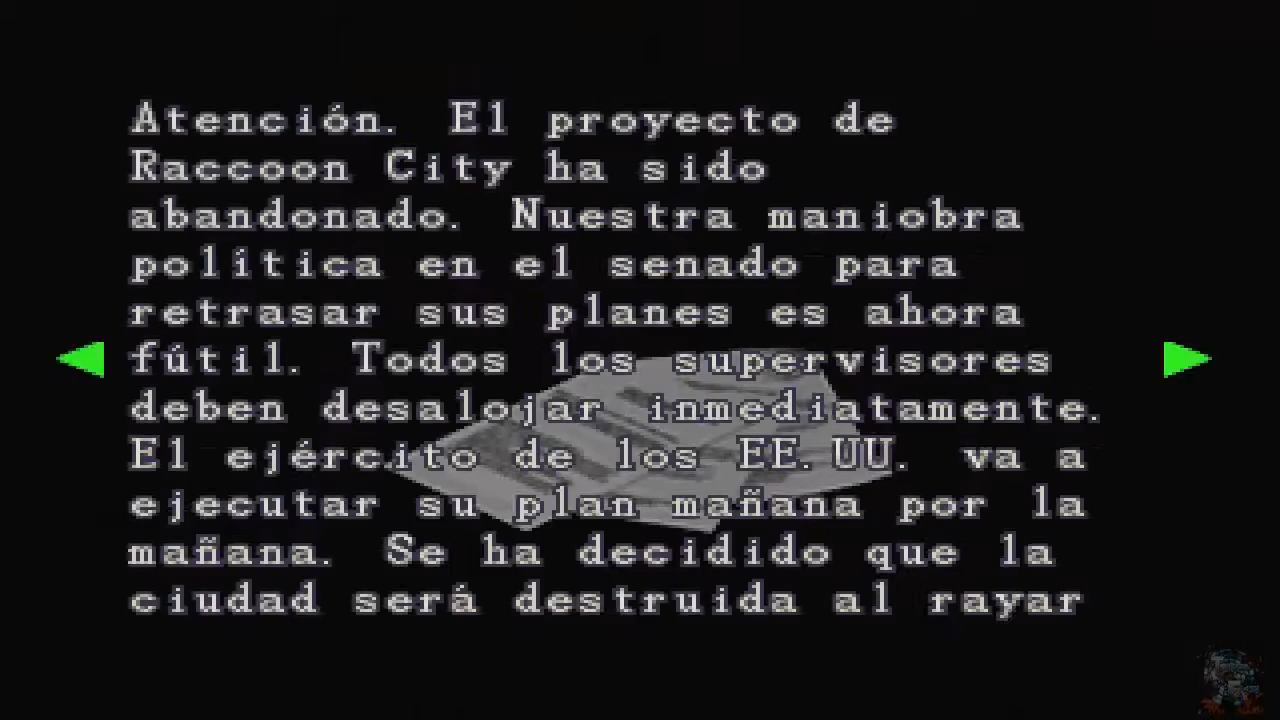 Atención. El proyecto de
Raccoon City ha sido
abandonado. Nuestra maniobra
política en el senado para
retrasar sus planes es ahora
fútil. Todos los supervisores
deben desalojar inmediatamente.
El ejército de los EE.UU. va a
ejecutar su plan mañana por la
mañana. Se ha decidido que la
ciudad será destruida al rayar